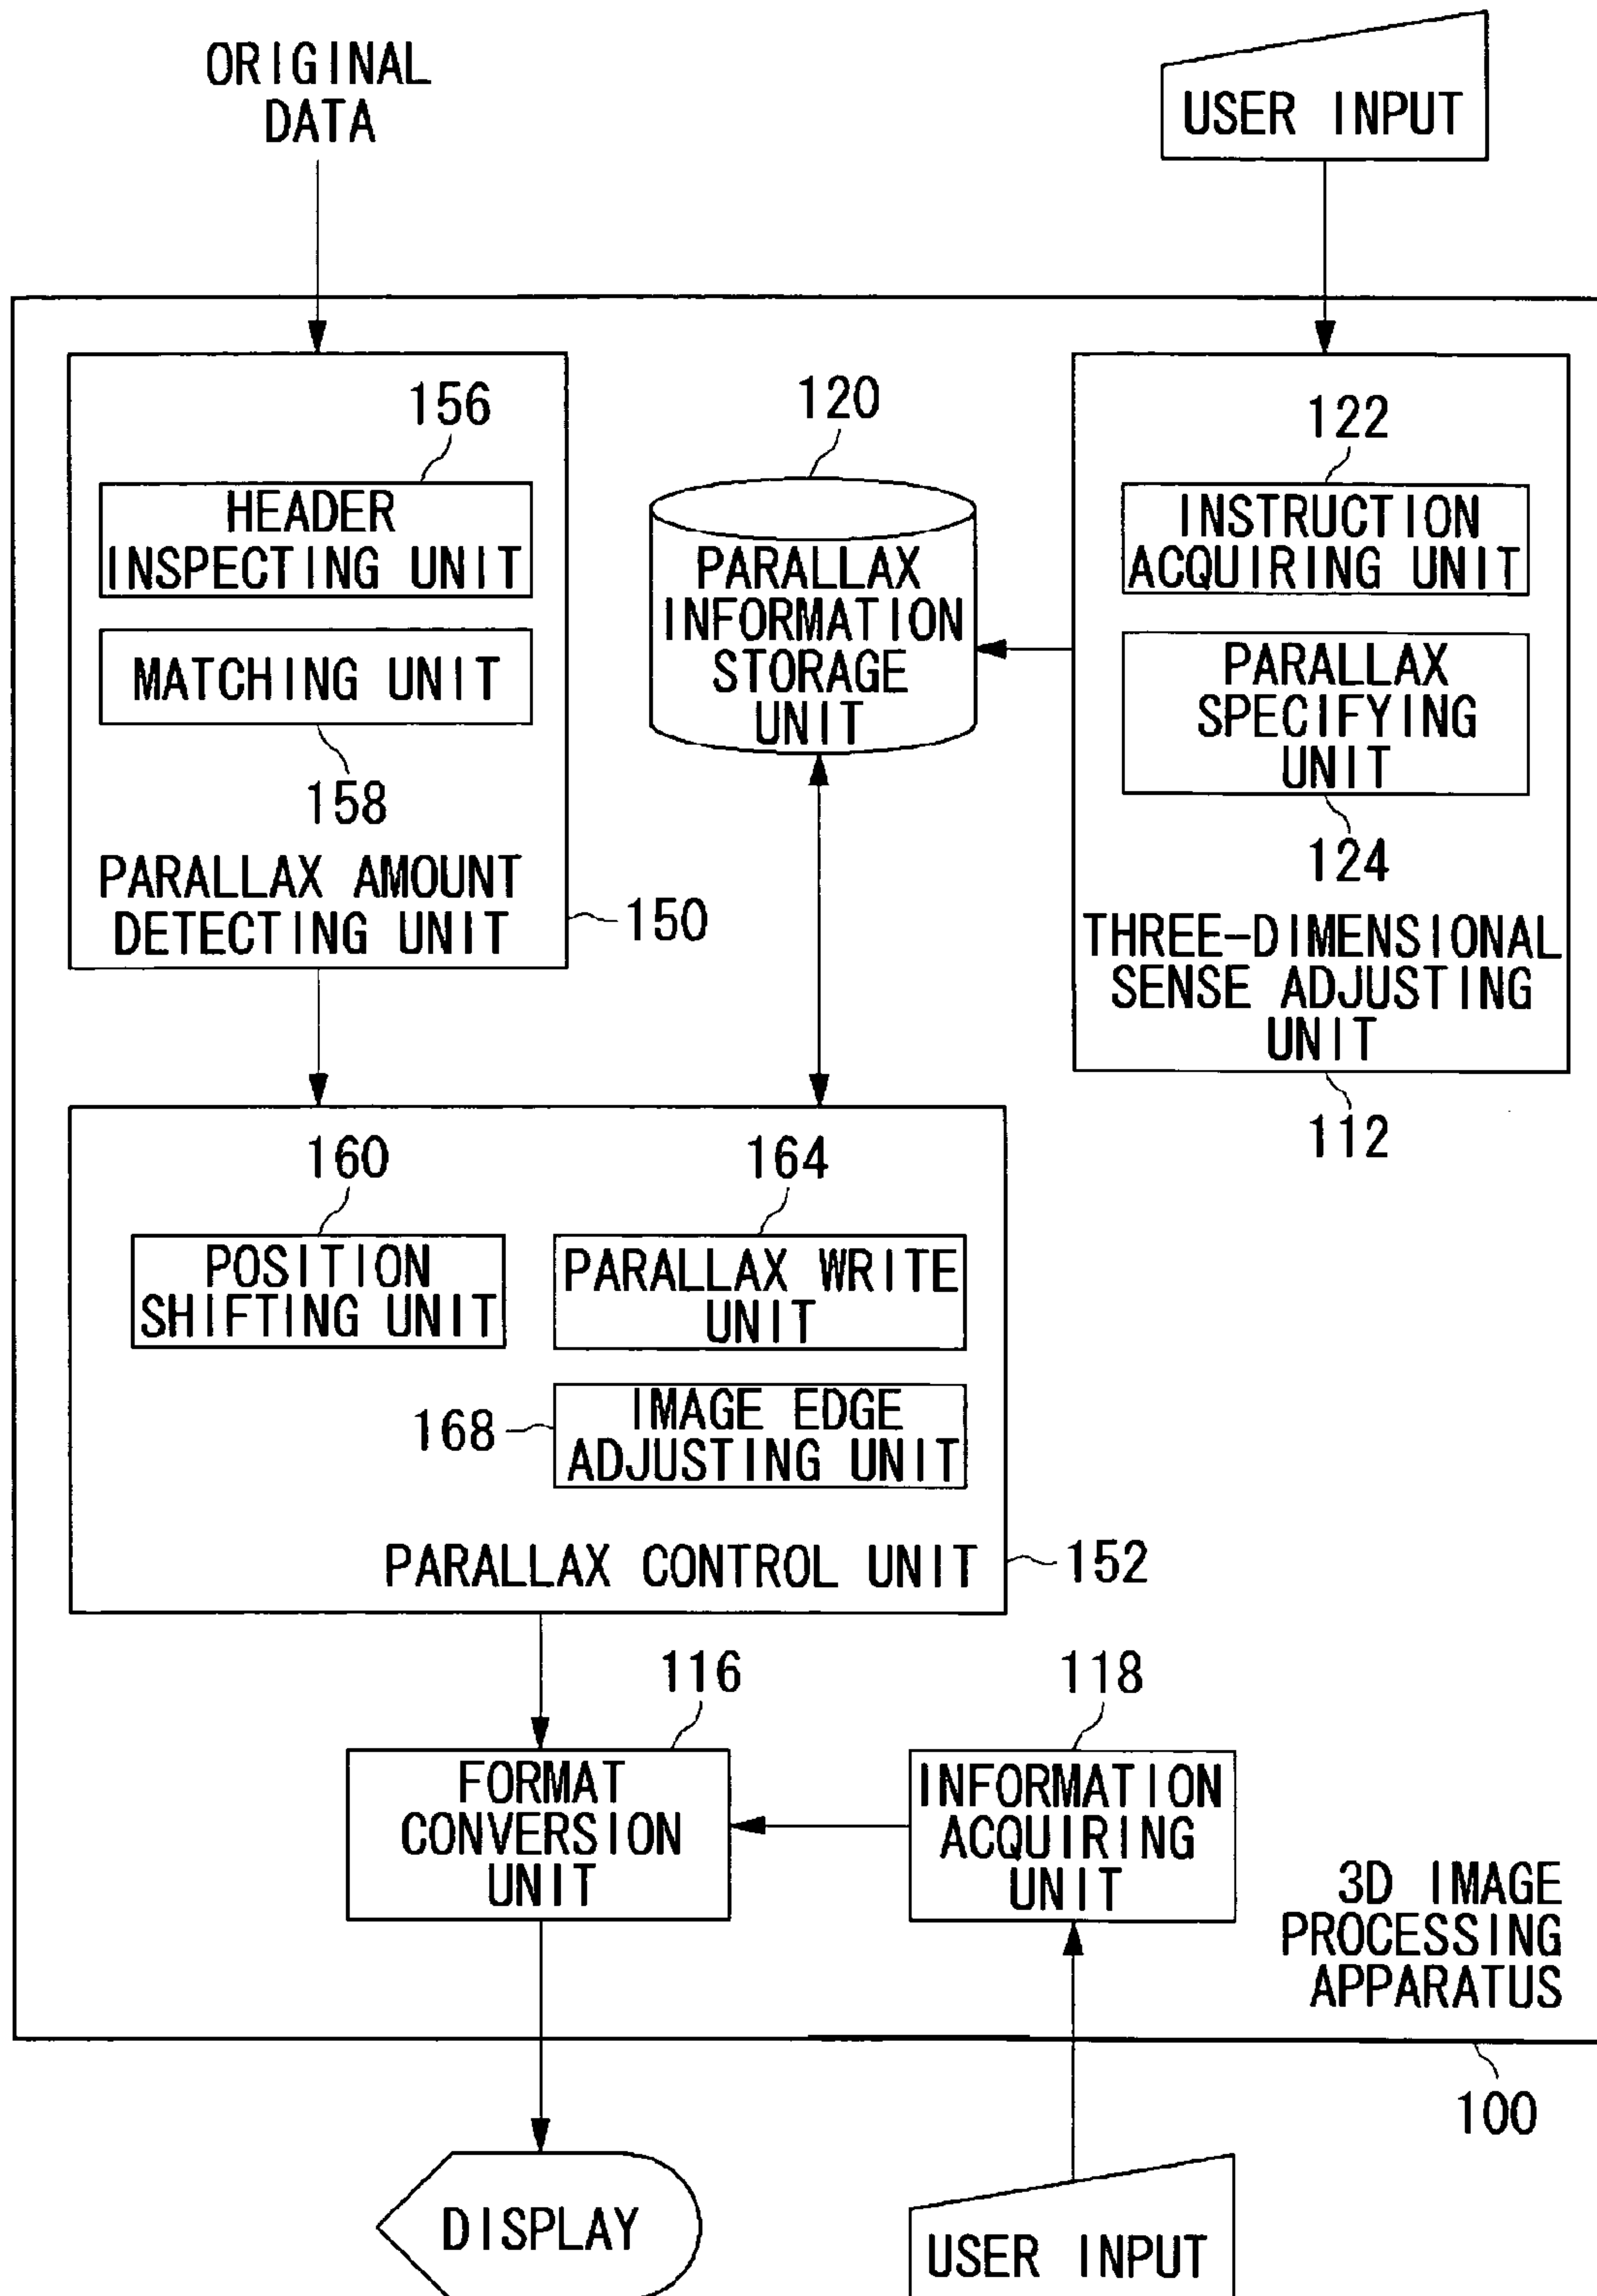 ORIGINAL
DATA
USER INPUT
156
HEADER
INSPECTING UNIT
MATCHING UNIT
158
PARALLAX AMOUNT
DETECTING UNIT
150
120
PARALLAX
INFORMATION
STORAGE
UNIT
122
INSTRUCTION
ACQUIRING UNIT
PARALLAX
SPECIFYING
UNIT
124
THREE-DIMENSIONAL
SENSE ADJUSTING
UNIT
112
160
POSITION
SHIFTING UNIT
164
PARALLAX WRITE
UNIT
168
IMAGE EDGE
ADJUSTING UNIT
PARALLAX CONTROL UNIT
152
116
FORMAT
CONVERSION
UNIT
118
INFORMATION
ACQUIRING
UNIT
3D IMAGE
PROCESSING
APPARATUS
100
DISPLAY
USER INPUT